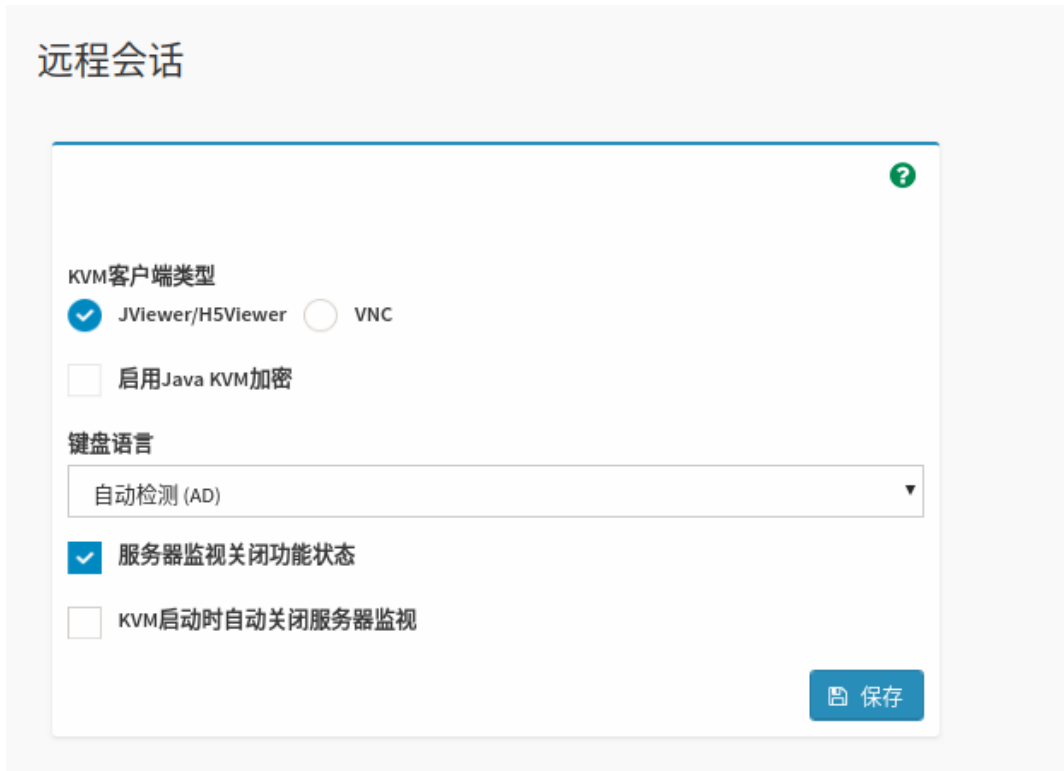 远程会话
KVM客户端类型
JViewer/H5Viewer VNC
启用Java KVM加密
键盘语言
自动检测 (AD)
服务器监视关闭功能状态
KVM启动时自动关闭服务器监视
保存